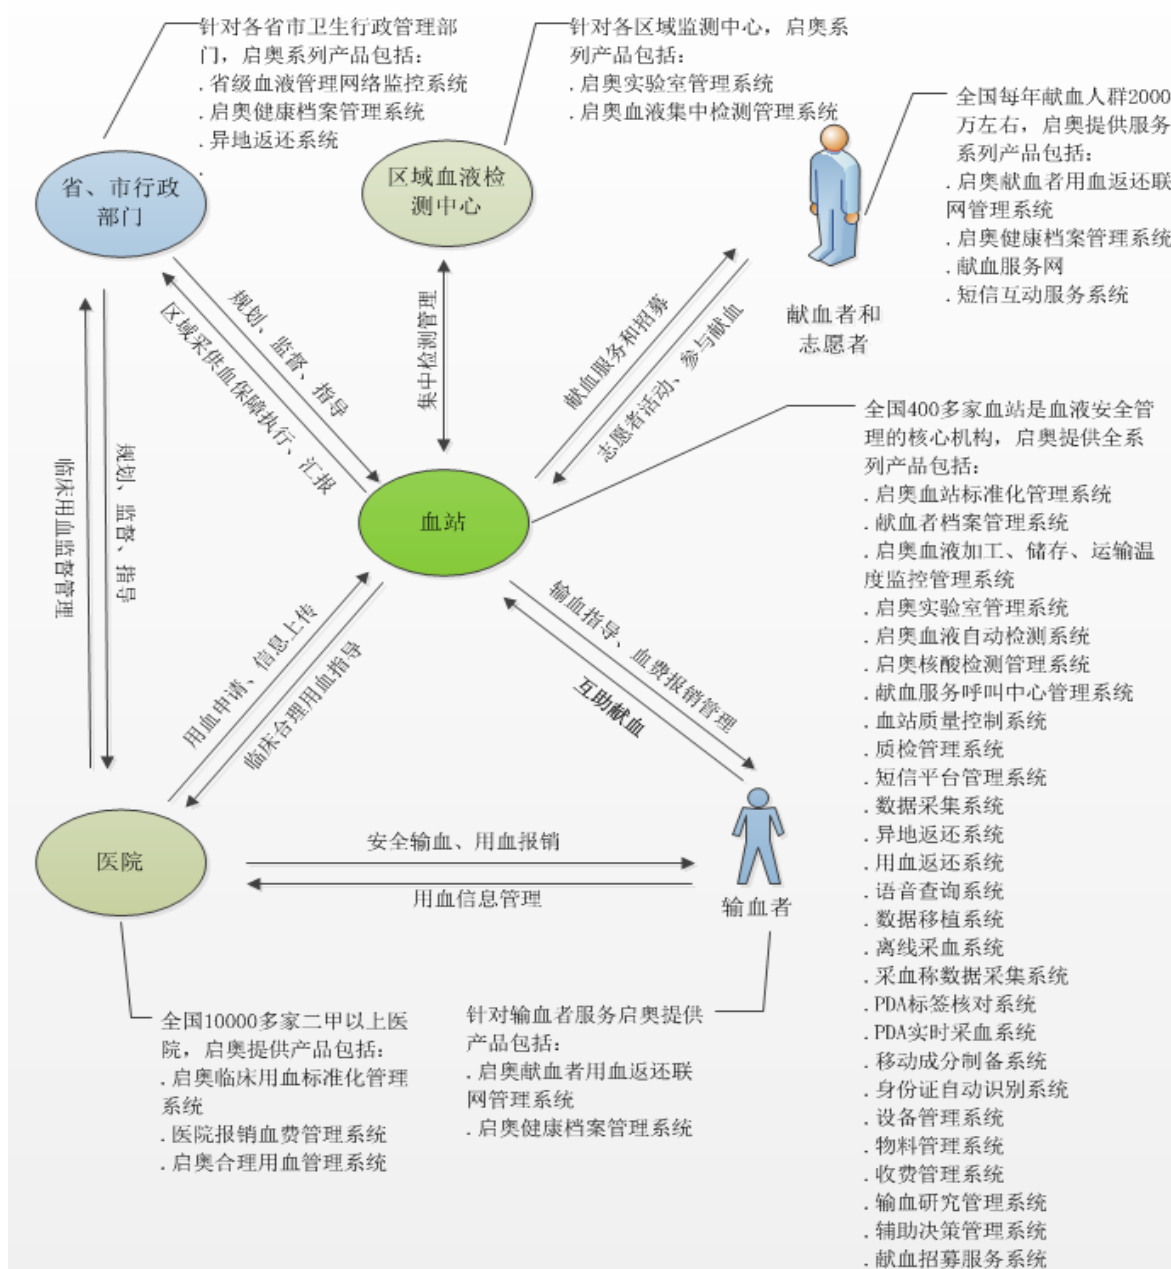 针对各省市卫生行政管理部
门，启奥系列产品包括：
. 省级血液管理网络监控系统
. 启奥健康档案管理系统
. 异地返还系统
.
针对各区域监测中心，启奥系
列产品包括：
. 启奥实验室管理系统
. 启奥血液集中检测管理系统
全国每年献血人群2000
万左右，启奥提供服务
系列产品包括：
. 启奥献血者用血返还联
网管理系统
. 启奥健康档案管理系统
. 献血服务网
. 短信互动服务系统
省、市行政
部门
区域血液检
测中心
献血者和
志愿者
规划、监督、指导
区域采供血保障执行、汇报
集中检测管理
献血服务和招募
志愿者活动、参与献血
临床用血监督管理
规划、监督、指导
血站
全国400多家血站是血液安全管
理的核心机构，启奥提供全系
列产品包括：
. 启奥血站标准化管理系统
. 献血者档案管理系统
. 启奥血液加工、储存、运输温
度监控管理系统
. 启奥实验室管理系统
. 启奥血液自动检测系统
. 启奥核酸检测管理系统
. 献血服务呼叫中心管理系统
. 血站质量控制系统
. 质检管理系统
. 短信平台管理系统
. 数据采集系统
. 异地返还系统
. 用血返还系统
. 语音查询系统
. 数据移植系统
. 离线采血系统
. 采血称数据采集系统
. PDA标签核对系统
. PDA实时采血系统
. 移动成分制备系统
. 身份证自动识别系统
. 设备管理系统
. 物料管理系统
. 收费管理系统
. 输血研究管理系统
. 辅助决策管理系统
. 献血招募服务系统
用血申请、信息上传
临床合理用血指导
输血指导、血费报销管理
互助献血
医院
安全输血、用血报销
用血信息管理
输血者
全国10000多家二甲以上医
院，启奥提供产品包括：
. 启奥临床用血标准化管理
系统
. 医院报销血费管理系统
. 启奥合理用血管理系统
针对输血者服务启奥提供
产品包括：
. 启奥献血者用血返还联
网管理系统
. 启奥健康档案管理系统